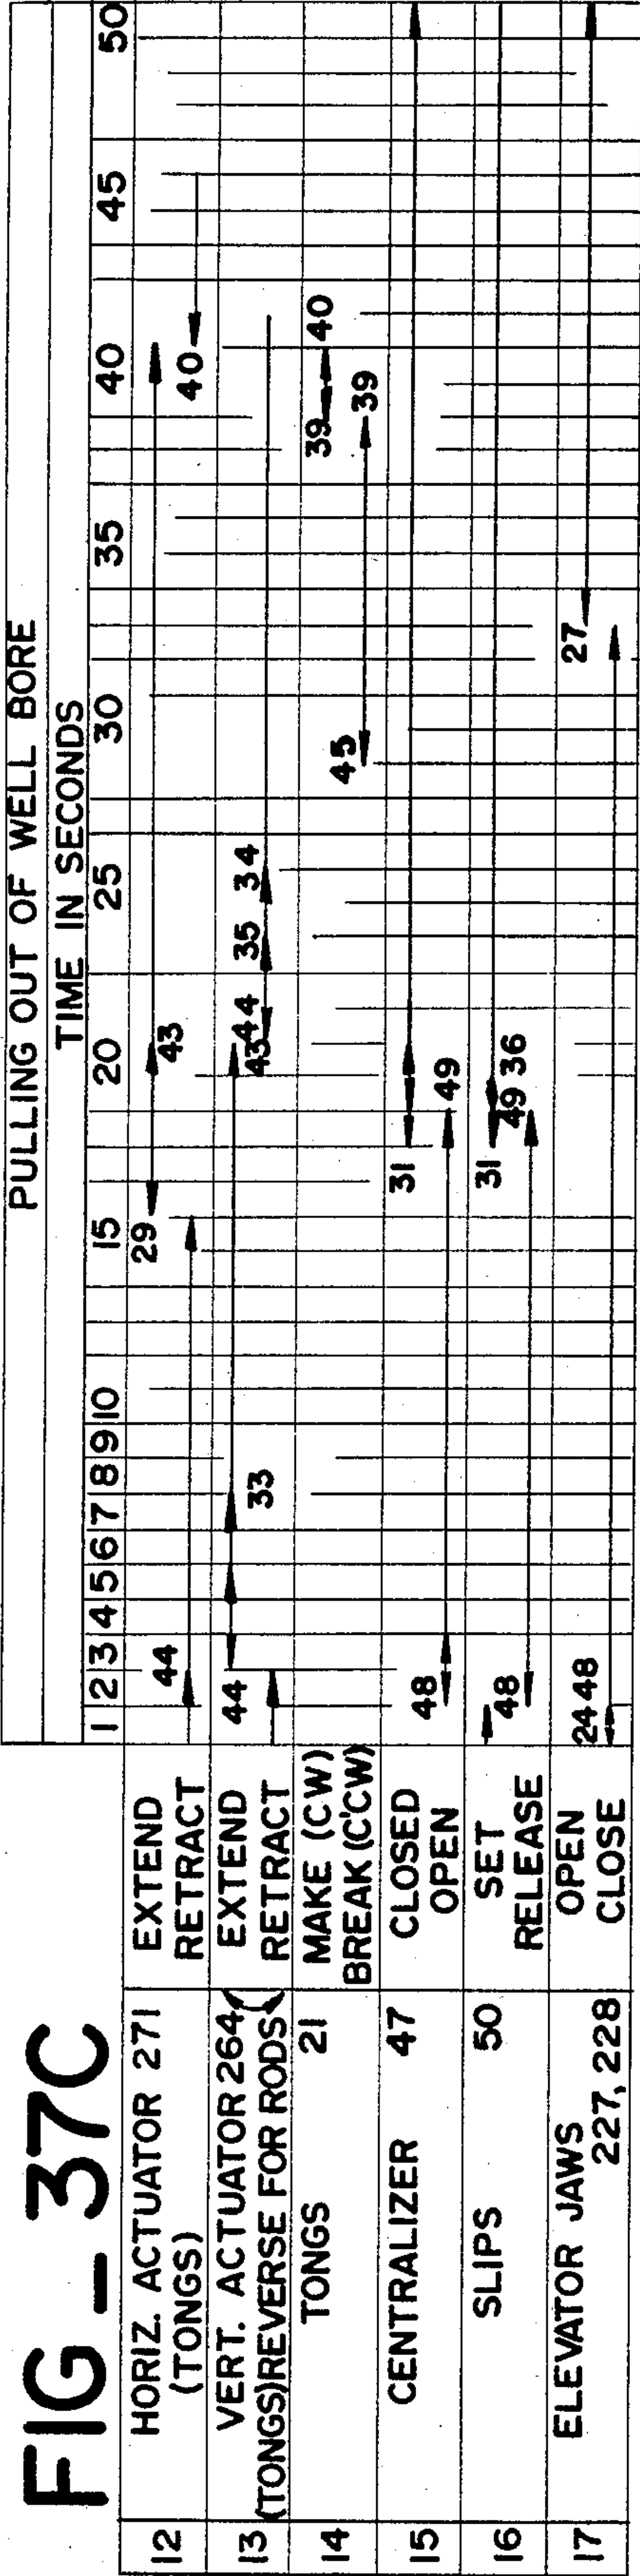 FIG_37C
PULLING OUT OF WELL BORE
TIME IN SECONDS
1 2 3 4 5 6 7 8 9 10 15 20 25 30 35 40 45 50
12 HORIZ. ACTUATOR 271 EXTEND 29 43
(TONGS) RETRACT 44 40
13 VERT. ACTUATOR 264 EXTEND 44 33
(TONGS) REVERSE FOR RODS RETRACT 43 44 35 34
14 TONGS 21 MAKE (CW) 39 40
BREAK (C'CW) 45 39
15 CENTRALIZER 47 CLOSED 31
OPEN 48 49
16 SLIPS 50 SET 31 36
RELEASE 48 49
17 ELEVATOR JAWS OPEN 24 48 27
227, 228 CLOSE